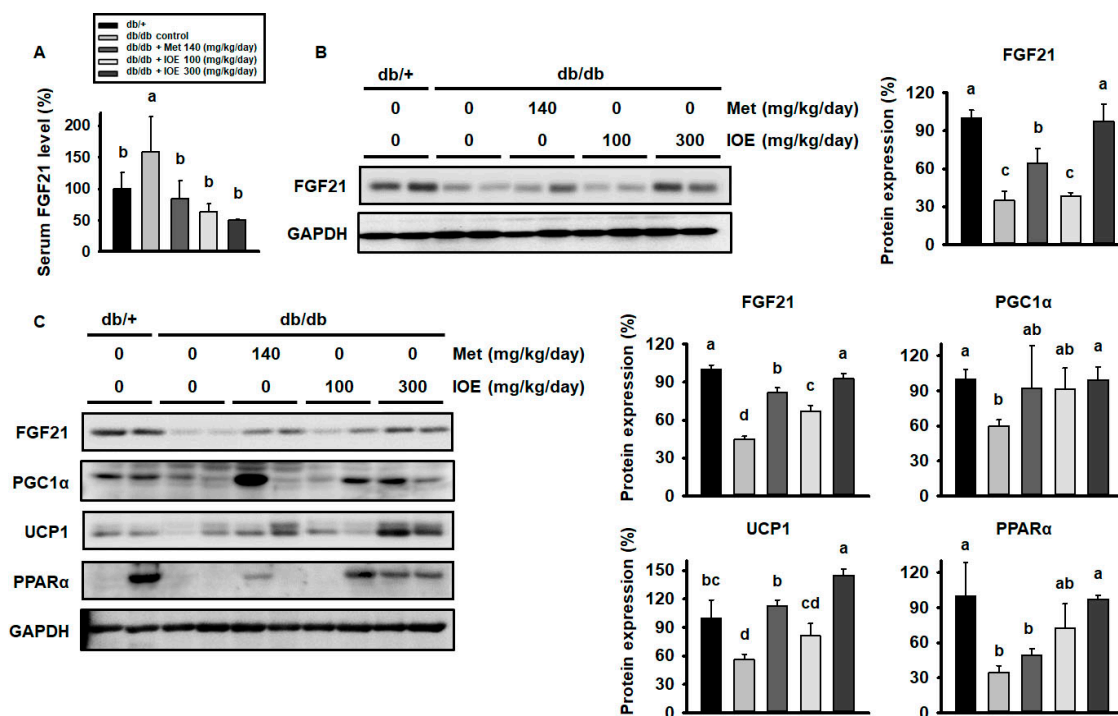 db/+
db/db control
db/db + Met 140 (mg/kg/day)
db/db + IOE 100 (mg/kg/day)
db/db + IOE 300 (mg/kg/day)
A
Serum FGF21 level (%)
200
150
100
50
0
b a b b b
B
db/+ db/db
0 0 140 0 0 Met (mg/kg/day)
0 0 0 100 300 IOE (mg/kg/day)
FGF21
GAPDH
FGF21
Protein expression (%)
120
90
60
30
0
a c b c a
C
db/+ db/db
0 0 140 0 0 Met (mg/kg/day)
0 0 0 100 300 IOE (mg/kg/day)
FGF21
PGC1α
UCP1
PPARα
GAPDH
FGF21
Protein expression (%)
120
90
60
30
0
a d b c a
PGC1α
120
90
60
30
0
a b ab ab a
UCP1
Protein expression (%)
150
120
90
60
30
0
bc d b cd a
PPARα
150
120
90
60
30
0
a b b ab a